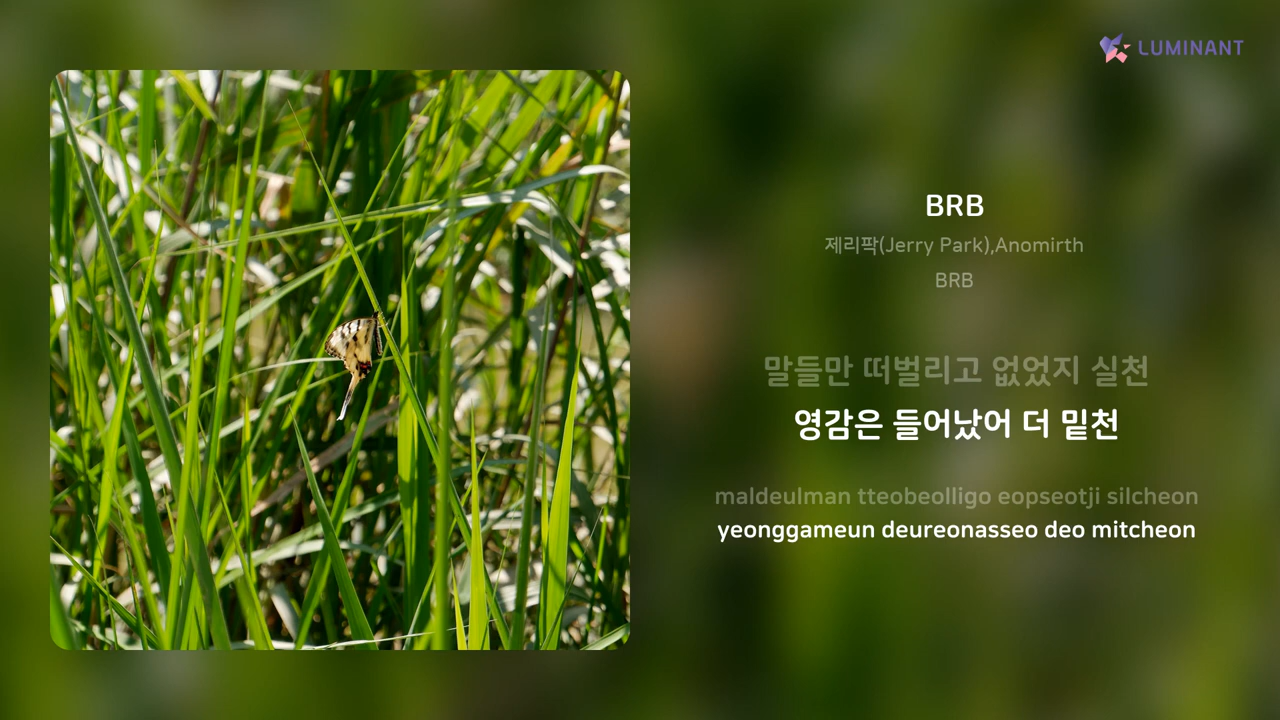 LUMINANT
BRB
제리팍(Jerry Park),Anomirth
BRB
말들만 떠벌리고 없었지 실천
영감은 들어났어 더 밑천
maldeulman tteobeolligo eopseotji silcheon
yeonggameun deureonasseo deo mitcheon